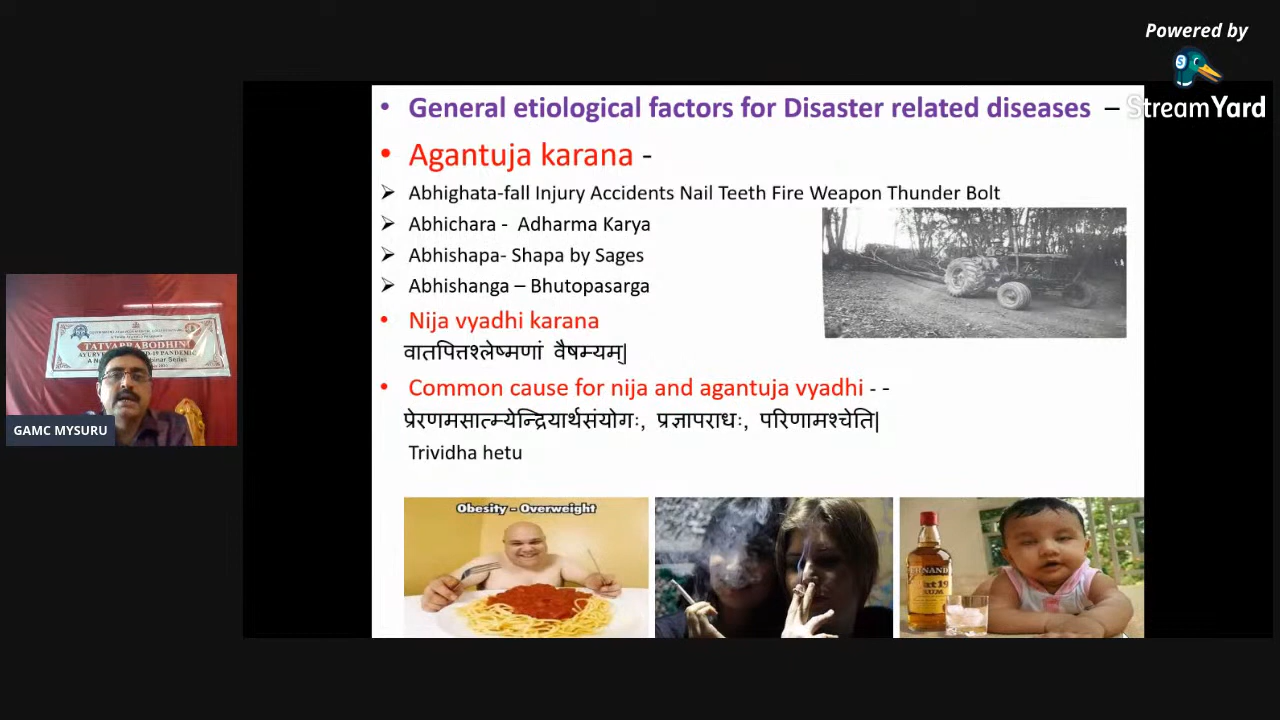 Powered by
StreamYard
• General etiological factors for Disaster related diseases –
• Agantuja karana -
➢ Abhighata-fall Injury Accidents Nail Teeth Fire Weapon Thunder Bolt
➢ Abhichara - Adharma Karya
➢ Abhishapa- Shapa by Sages
➢ Abhishanga – Bhutopasarga
• Nija vyadhi karana
वातपित्तश्लेष्मणां वैषम्यम्|
• Common cause for nija and agantuja vyadhi - -
प्रेरणमसात्म्येन्द्रियार्थसंयोगः, प्रज्ञापराधः, परिणामश्चेति|
Trividha hetu
Obesity - Overweight
TATVAPRABODHINI
GAMC MYSURU